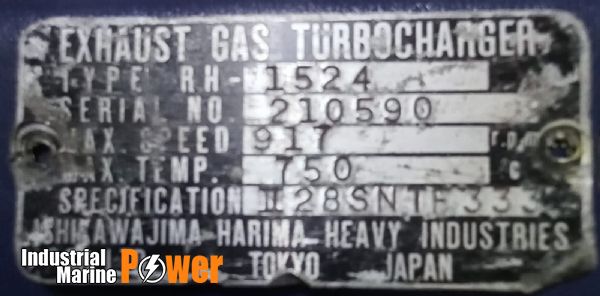 EXHAUST GAS TURBOCHARGER
TYPE RH-1524
SERIAL NO. 210590
MAX. SPEED 917 r.p.m
MAX. TEMP. 750 °C
SPECIFICATION 28SNTF333
ISHIKAWAJIMA-HARIMA HEAVY INDUSTRIES
TOKYO JAPAN
Industrial
Marine Power